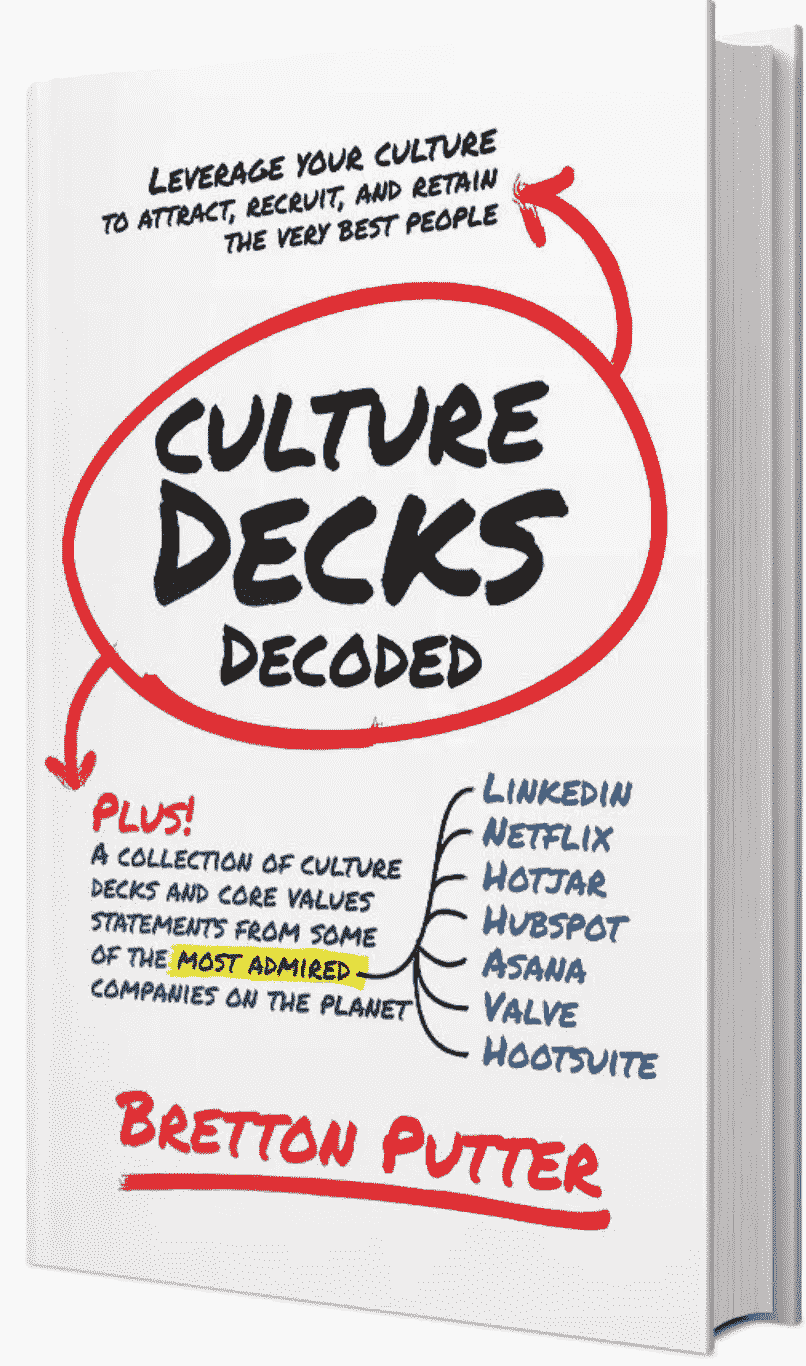 LEVERAGE YOUR CULTURE
TO ATTRACT, RECRUIT, AND RETAIN
THE VERY BEST PEOPLE
CULTURE
DECKS
DECODED
PLUS!
A COLLECTION OF CULTURE
DECKS AND CORE VALUES
STATEMENTS FROM SOME
OF THE MOST ADMIRED
COMPANIES ON THE PLANET
LINKEDIN
NETFLIX
HOTJAR
HUBSPOT
ASANA
VALVE
HOOTSUITE
BRETTON PUTTER